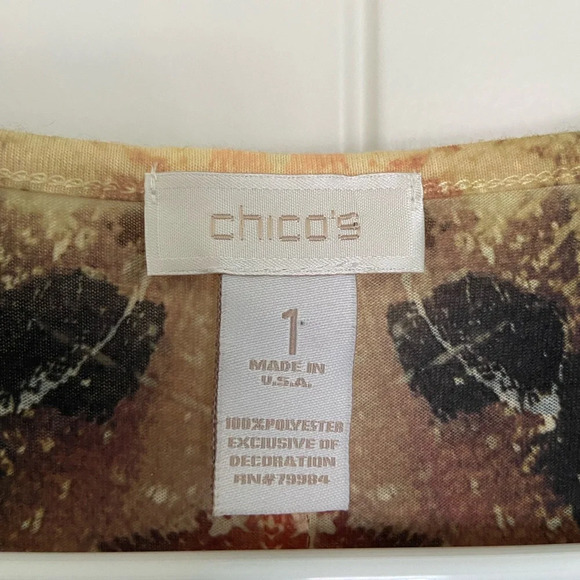 chico's
1
MADE IN
U.S.A.
100%POLYESTER
EXCLUSIVE OF
DECORATION
RN#79984